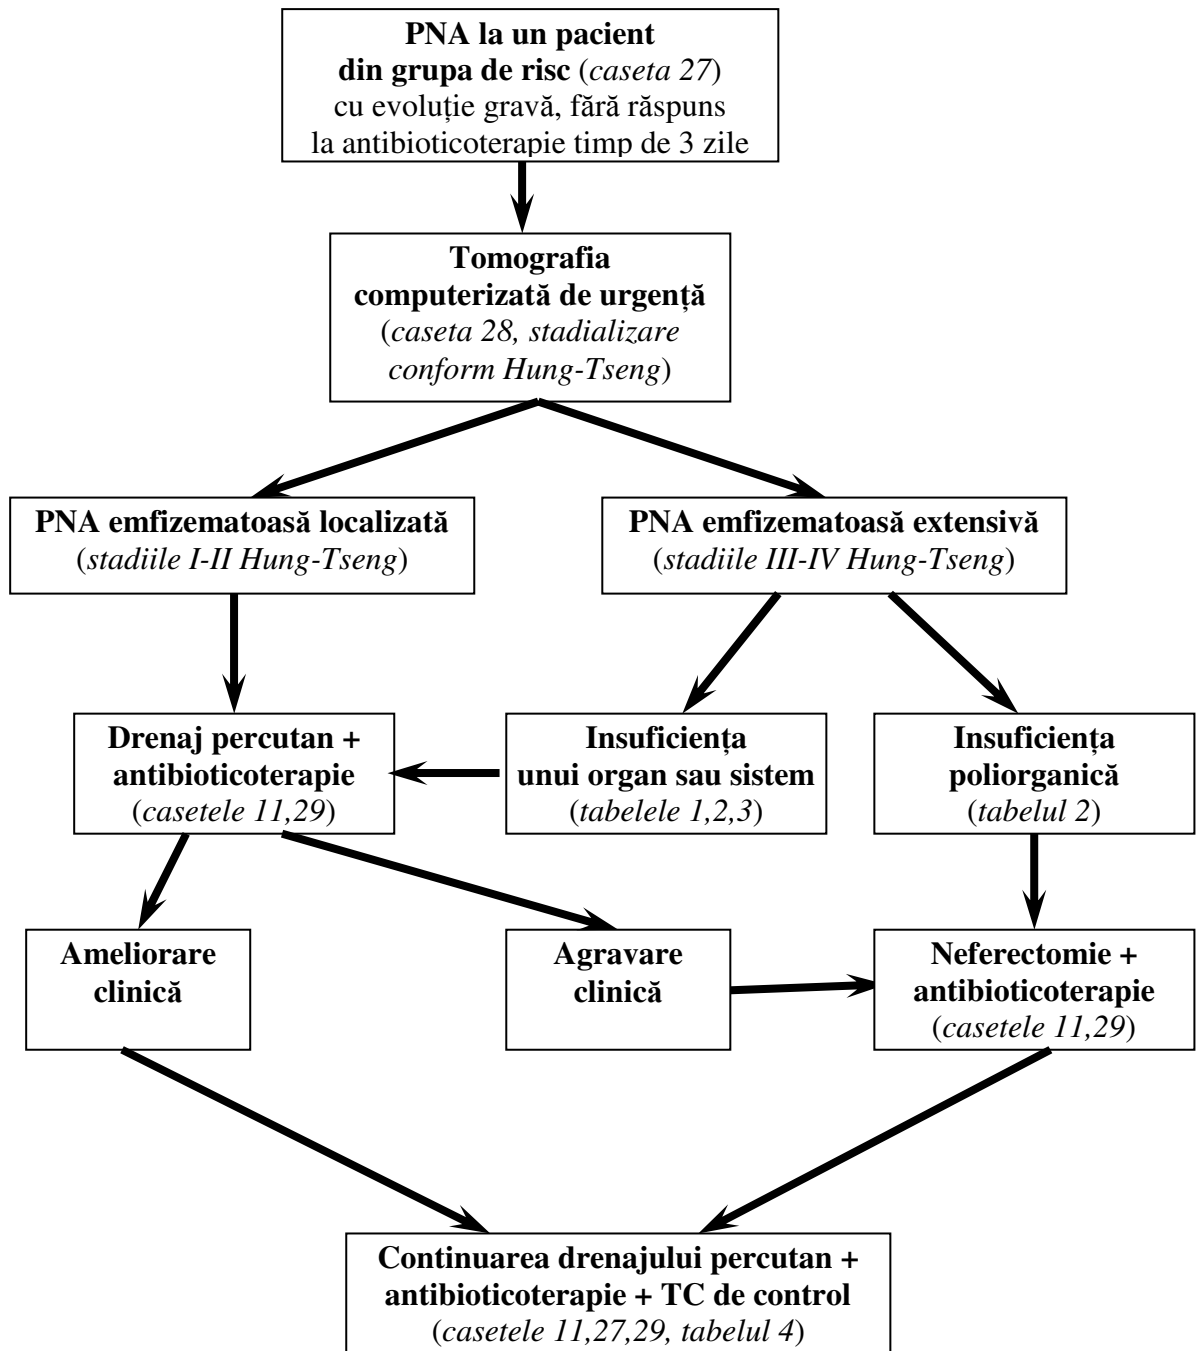 PNA la un pacient
din grupa de risc (caseta 27)
cu evoluție gravă, fără răspuns
la antibioticoterapie timp de 3 zile
Tomografia
computerizată de urgență
(caseta 28, stadializare
conform Hung-Tseng)
PNA emfizematoasă localizată
(stadiile I-II Hung-Tseng)
PNA emfizematoasă extensivă
(stadiile III-IV Hung-Tseng)
Drenaj percutan +
antibioticoterapie
(casetele 11,29)
Insuficiența
unui organ sau sistem
(tabelele 1,2,3)
Insuficiența
poliorganică
(tabelul 2)
Ameliorare
clinică
Agravare
clinică
Neferectomie +
antibioticoterapie
(casetele 11,29)
Continuarea drenajului percutan +
antibioticoterapie + TC de control
(casetele 11,27,29, tabelul 4)